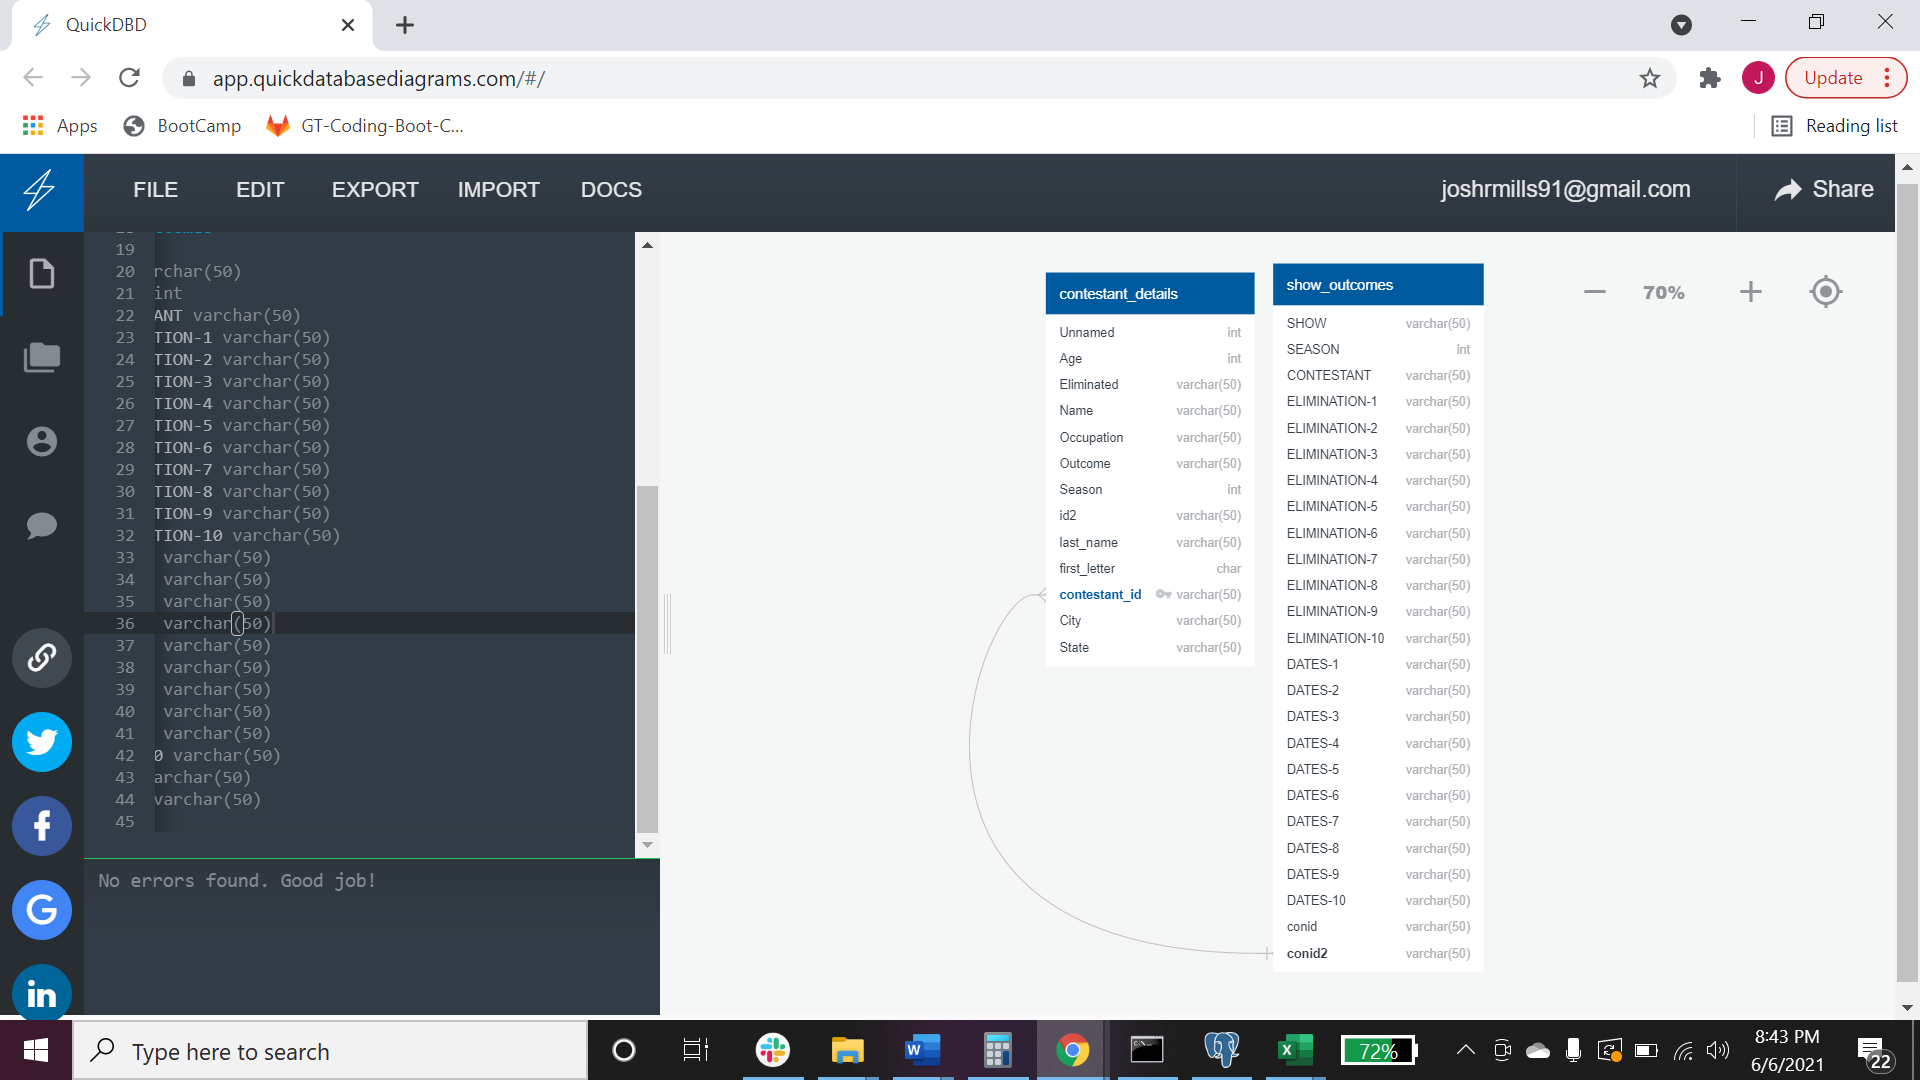 QuickDBD
app.quickdatabasediagrams.com/#/
J
Update
Apps
BootCamp
GT-Coding-Boot-C...
Reading list
FILE
EDIT
EXPORT
IMPORT
DOCS
joshrmills91@gmail.com
Share
19
20 rchar(50)
21 int
22 ANT varchar(50)
23 TION-1 varchar(50)
24 TION-2 varchar(50)
25 TION-3 varchar(50)
26 TION-4 varchar(50)
27 TION-5 varchar(50)
28 TION-6 varchar(50)
29 TION-7 varchar(50)
30 TION-8 varchar(50)
31 TION-9 varchar(50)
32 TION-10 varchar(50)
33 varchar(50)
34 varchar(50)
35 varchar(50)
36 varchar(50)
37 varchar(50)
38 varchar(50)
39 varchar(50)
40 varchar(50)
41 varchar(50)
42 0 varchar(50)
43 archar(50)
44 varchar(50)
45
No errors found. Good job!
contestant_details
Unnamed int
Age int
Eliminated varchar(50)
Name varchar(50)
Occupation varchar(50)
Outcome varchar(50)
Season int
id2 varchar(50)
last_name varchar(50)
first_letter char
contestant_id varchar(50)
City varchar(50)
State varchar(50)
show_outcomes
SHOW varchar(50)
SEASON int
CONTESTANT varchar(50)
ELIMINATION-1 varchar(50)
ELIMINATION-2 varchar(50)
ELIMINATION-3 varchar(50)
ELIMINATION-4 varchar(50)
ELIMINATION-5 varchar(50)
ELIMINATION-6 varchar(50)
ELIMINATION-7 varchar(50)
ELIMINATION-8 varchar(50)
ELIMINATION-9 varchar(50)
ELIMINATION-10 varchar(50)
DATES-1 varchar(50)
DATES-2 varchar(50)
DATES-3 varchar(50)
DATES-4 varchar(50)
DATES-5 varchar(50)
DATES-6 varchar(50)
DATES-7 varchar(50)
DATES-8 varchar(50)
DATES-9 varchar(50)
DATES-10 varchar(50)
conid varchar(50)
conid2 varchar(50)
70%
Type here to search
72%
8:43 PM
6/6/2021
22